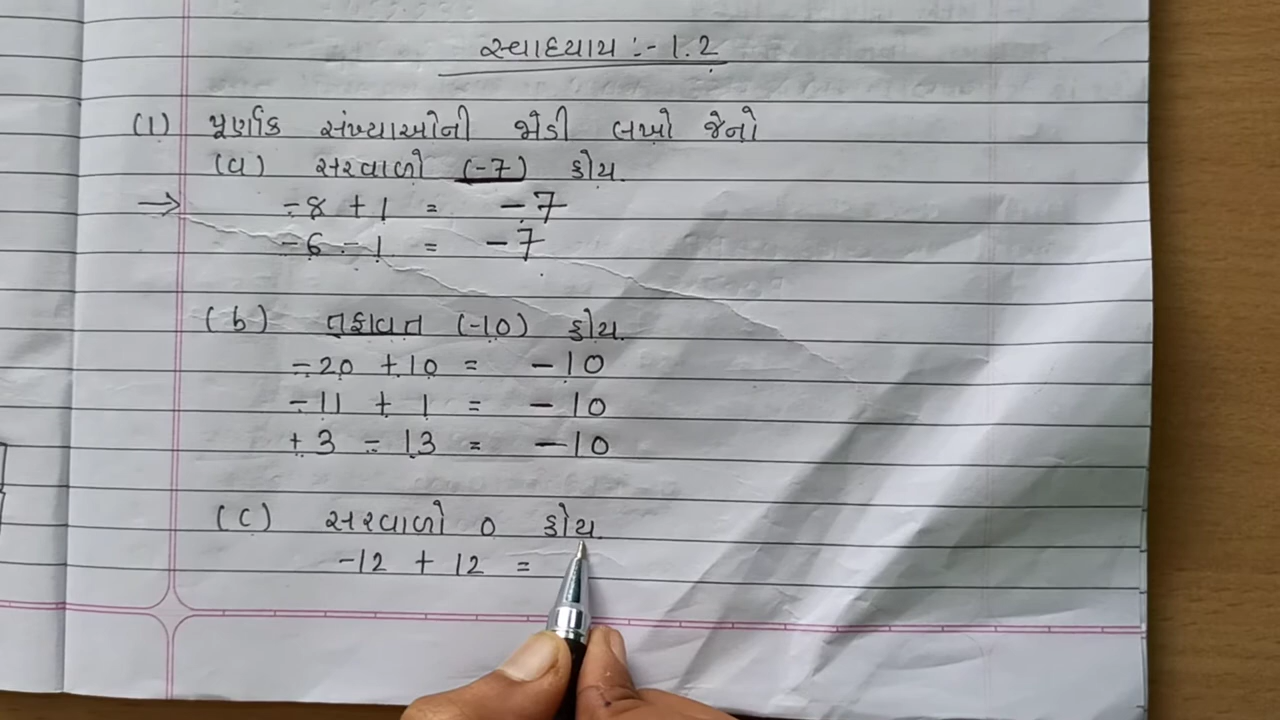 સ્વાધ્યાય :- 1.2
(1) પૂર્ણાંક સંખ્યાઓની જોડી લખો જેનો
(a) સરવાળો (-7) હોય.
→ -8 + 1 = -7
-6 - 1 = -7
(b) તફાવત (-10) હોય.
-20 + 10 = -10
-11 + 1 = -10
+3 - 13 = -10
(c) સરવાળો 0 હોય.
-12 + 12 =